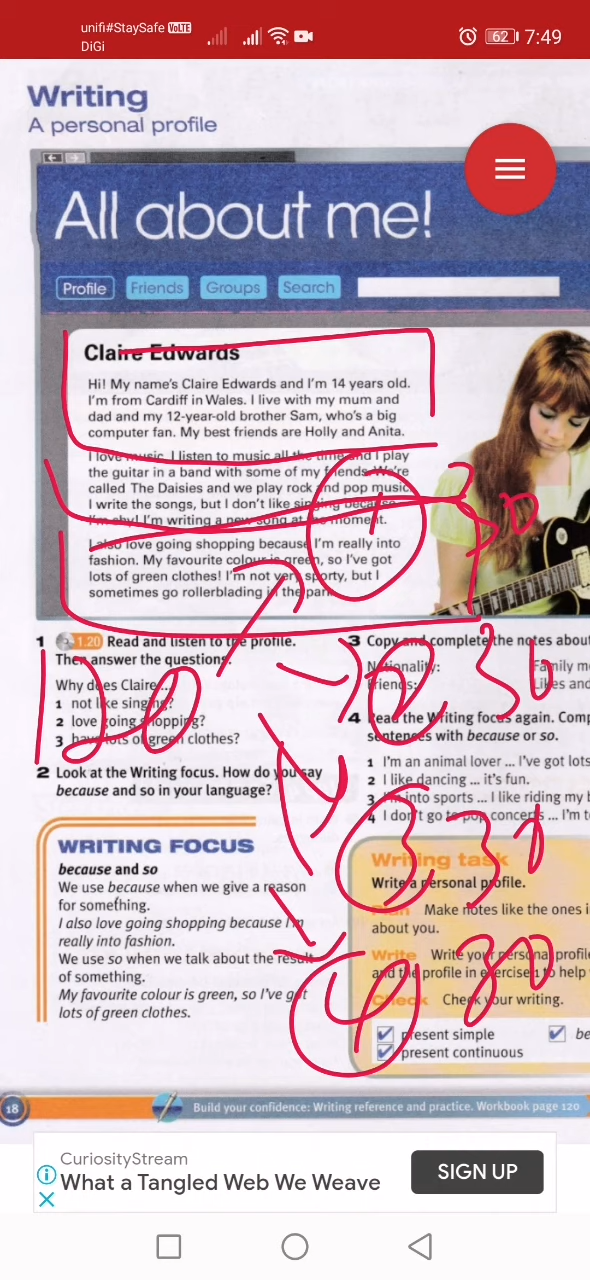 unifi#StaySafe VoLTE
DiGi
62
7:49
Writing
A personal profile
All about me!
Profile Friends Groups Search
Claire Edwards
Hi! My name's Claire Edwards and I'm 14 years old.
I'm from Cardiff in Wales. I live with my mum and
dad and my 12-year-old brother Sam, who's a big
computer fan. My best friends are Holly and Anita.
I love music. I listen to music all the time and I play
the guitar in a band with some of my friends. We're
called The Daisies and we play rock and pop music.
I write the songs, but I don't like singing because
I'm shy! I'm writing a new song at the moment.
I also love going shopping because I'm really into
fashion. My favourite colour is green, so I've got
lots of green clothes! I'm not very sporty, but I
sometimes go rollerblading in the park.
1 1.20 Read and listen to the profile.
Then answer the questions.
Why does Claire...
1 not like singing?
2 love going shopping?
3 have lots of green clothes?
2 Look at the Writing focus. How do you say
because and so in your language?
WRITING FOCUS
because and so
We use because when we give a reason
for something.
I also love going shopping because I'm
really into fashion.
We use so when we talk about the result
of something.
My favourite colour is green, so I've got
lots of green clothes.
3 Copy and complete the notes about
Nationality: Family
Friends: Likes and
4 Read the Writing focus again.
sentences with because or so.
1 I'm an animal lover ... I've got lots
2 I like dancing ... it's fun.
3 I'm into sports ... I like riding my
4 I don't go to pop concerts ... I'm
Writing task
Write a personal profile.
Plan Make notes like the ones
about you.
Write Write your personal profile
and the profile in exercise 1 to help
Check Check your writing.
present simple
present continuous
1 30
2 30
3 30
4 30
18
Build your confidence: Writing reference and practice. Workbook page 120
CuriosityStream
What a Tangled Web We Weave
SIGN UP